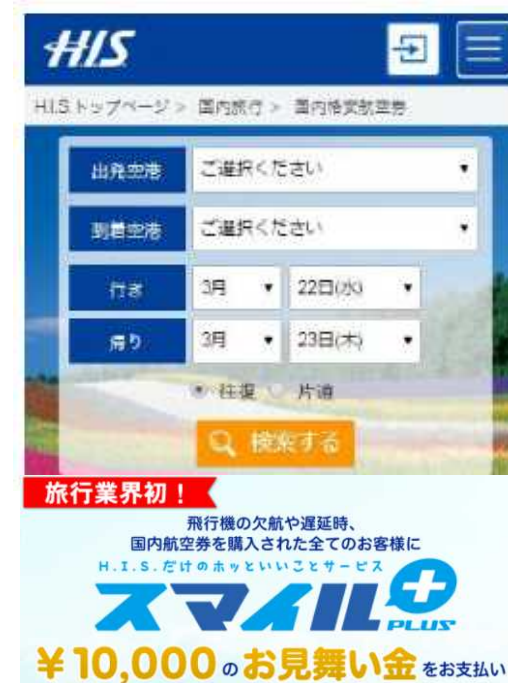 HIS
H.I.S.トップページ > 国内旅行 > 国内格安航空券
出発空港 ご選択ください
到着空港 ご選択ください
行き 3月 22日(水)
帰り 3月 23日(木)
往復 片道
検索する
旅行業界初!
飛行機の欠航や遅延時、
国内航空券を購入された全てのお客様に
H.I.S.だけのホッといいことサービス
スマイル
PLUS
¥10,000のお見舞い金をお支払い